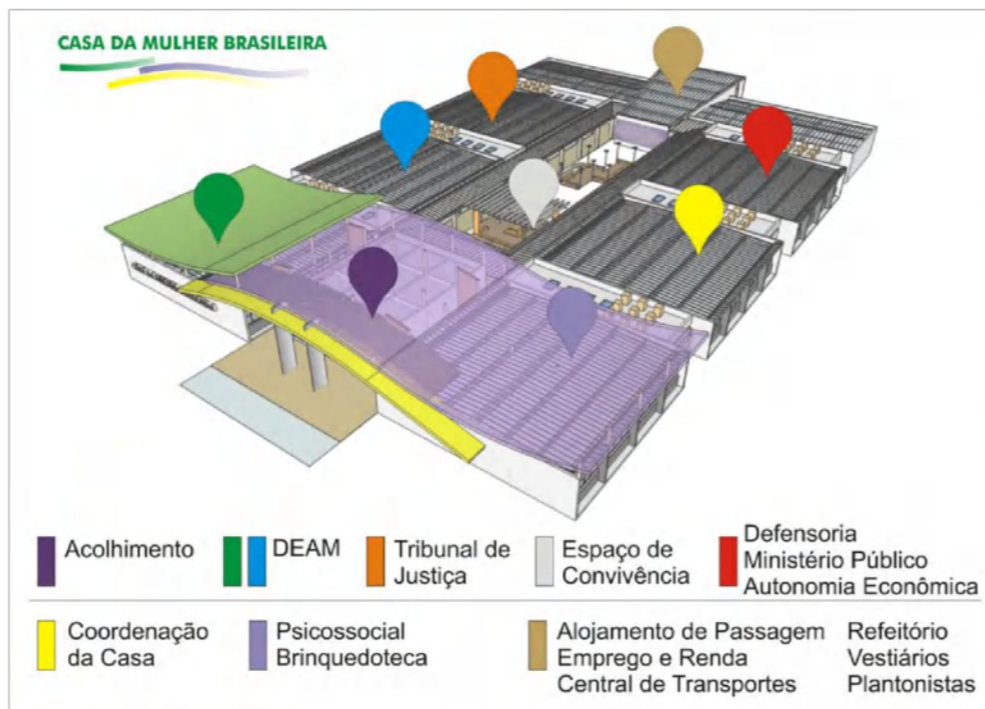 CASA DA MULHER BRASILEIRA
Acolhimento
DEAM
Tribunal de
Justiça
Espaço de
Convivência
Defensoria
Ministério Público
Autonomia Econômica
Coordenação
da Casa
Psicossocial
Brinquedoteca
Alojamento de Passagem
Emprego e Renda
Central de Transportes
Refeitório
Vestiários
Plantonistas